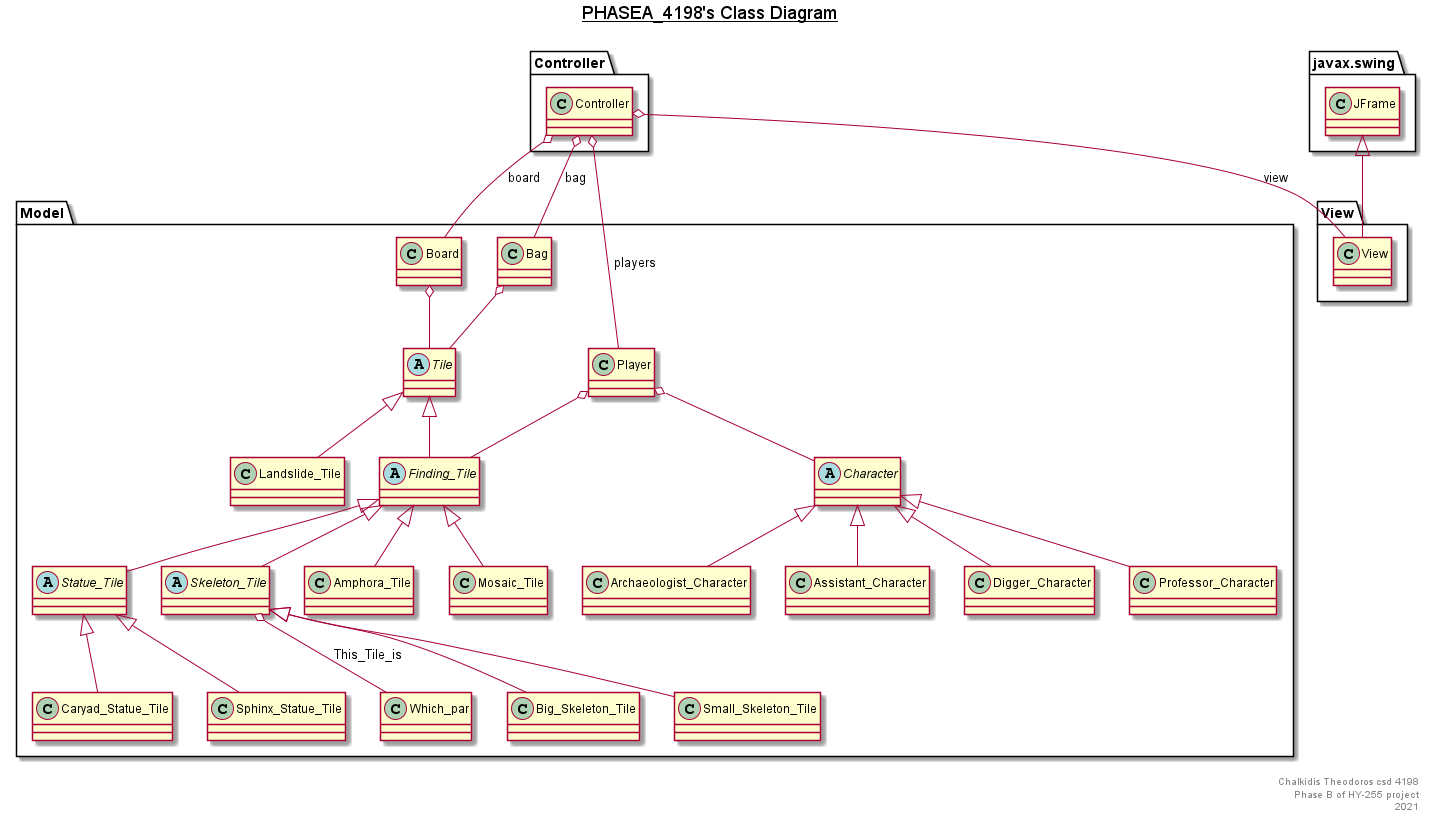 PHASEA_4198's Class Diagram
Controller
javax.swing
C Controller
C JFrame
board
bag
view
Model
View
C Board
C Bag
C View
players
A Tile
C Player
C Landslide_Tile
A Finding_Tile
A Character
A Statue_Tile
A Skeleton_Tile
C Amphora_Tile
C Mosaic_Tile
C Archaeologist_Character
C Assistant_Character
C Digger_Character
C Professor_Character
This_Tile_is
C Caryad_Statue_Tile
C Sphinx_Statue_Tile
C Which_par
C Big_Skeleton_Tile
C Small_Skeleton_Tile
Chalkidis Theodoros csd 4198
Phase B of HY-255 project
2021